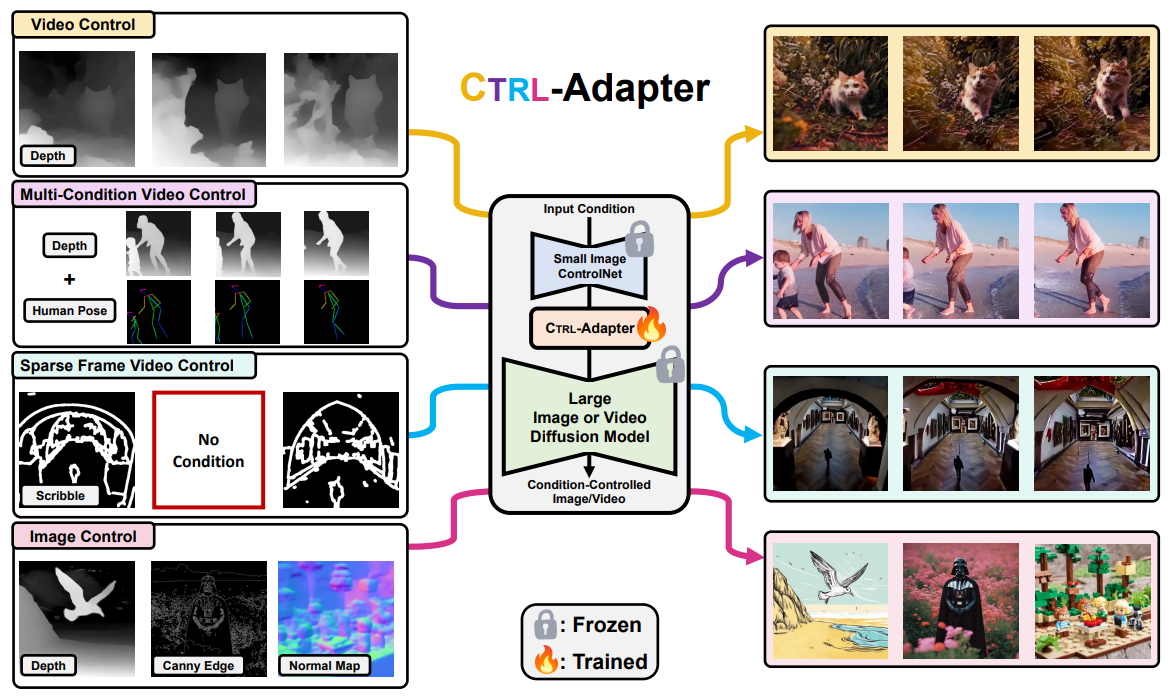 Video Control
Depth
Multi-Condition Video Control
Depth
+
Human Pose
Sparse Frame Video Control
Scribble
No
Condition
Image Control
Depth
Canny Edge
Normal Map
CTRL-Adapter
Input Condition
Small Image
ControlNet
CTRL-Adapter
Large
Image or Video
Diffusion Model
Condition-Controlled
Image/Video
: Frozen
: Trained